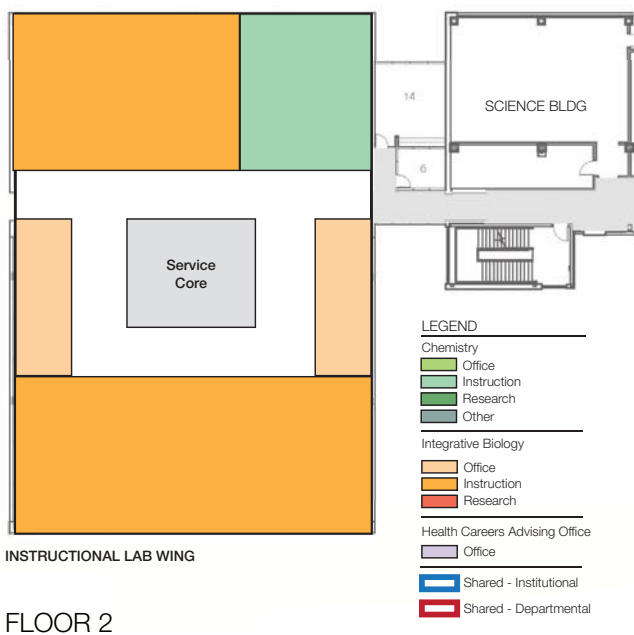 14
SCIENCE BLDG
6
Service
Core
LEGEND
Chemistry
Office
Instruction
Research
Other
Integrative Biology
Office
Instruction
Research
Health Careers Advising Office
Office
Shared - Institutional
Shared - Departmental
INSTRUCTIONAL LAB WING
FLOOR 2